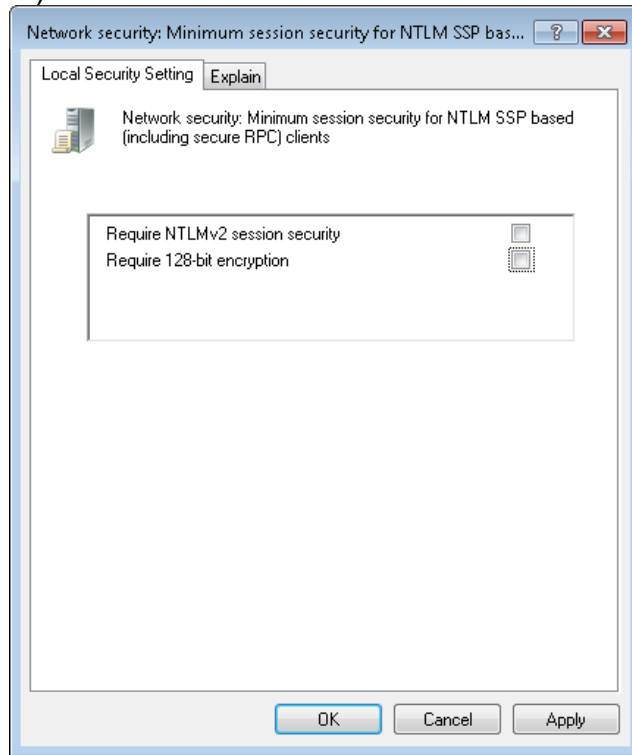 Network security: Minimum session security for NTLM SSP bas...
Local Security Setting
Explain
Network security: Minimum session security for NTLM SSP based
(including secure RPC) clients
Require NTLMv2 session security
Require 128-bit encryption
OK
Cancel
Apply